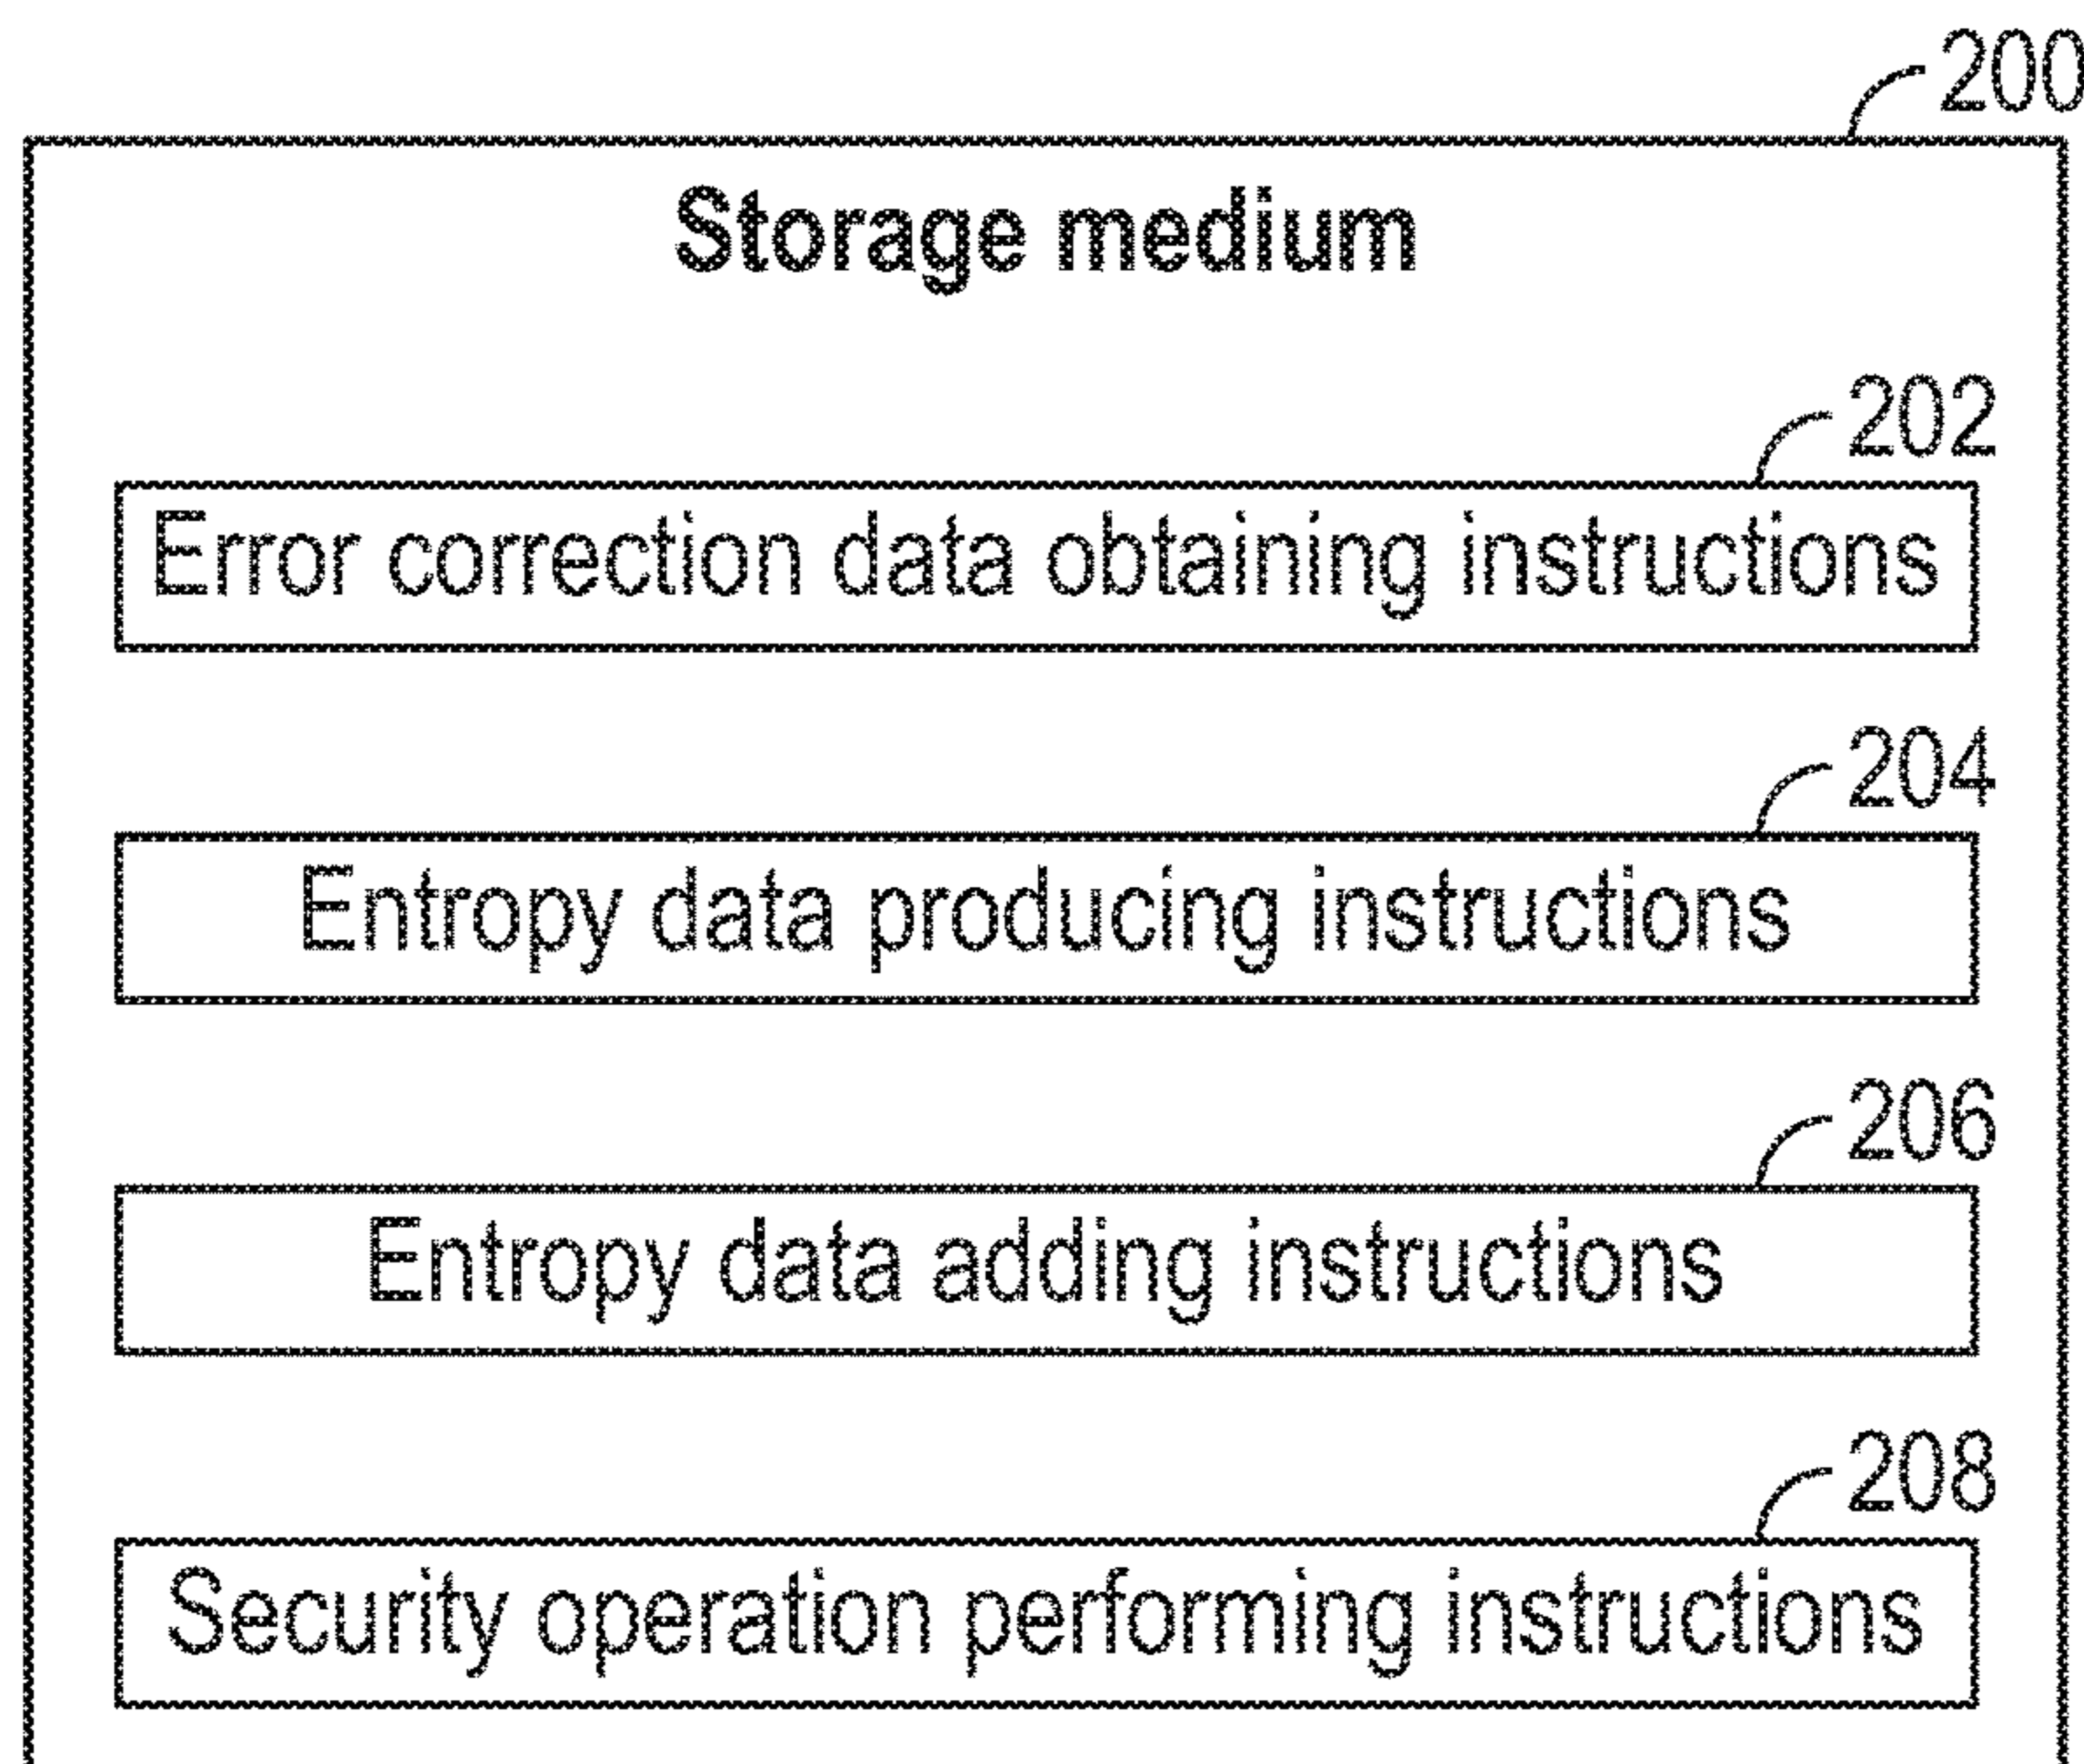 200
Storage medium
202
Error correction data obtaining instructions
204
Entropy data producing instructions
206
Entropy data adding instructions
208
Security operation performing instructions